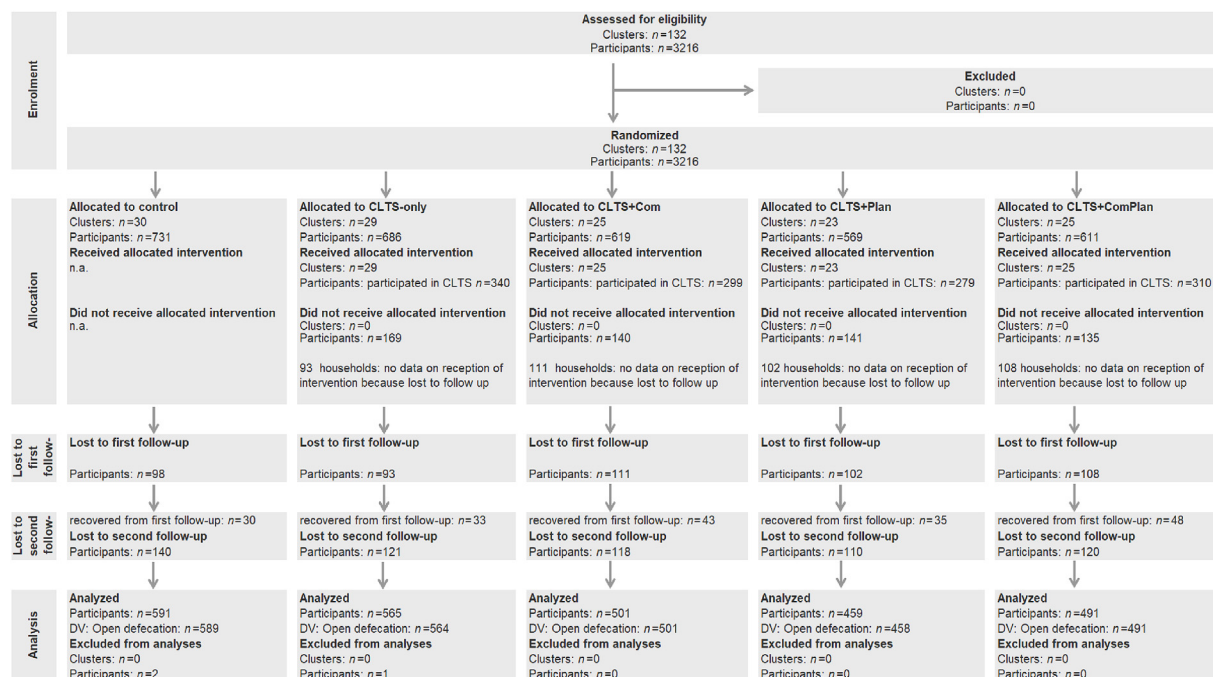 Enrolment
Assessed for eligibility
Clusters: n=132
Participants: n=3216
Excluded
Clusters: n=0
Participants: n=0
Randomized
Clusters: n=132
Participants: n=3216
Allocation
Allocated to control
Clusters: n=30
Participants: n=731
Received allocated intervention
n.a.
Did not receive allocated intervention
n.a.
Allocated to CLTS-only
Clusters: n=29
Participants: n=686
Received allocated intervention
Clusters: n=29
Participants: participated in CLTS n=340
Did not receive allocated intervention
Clusters: n=0
Participants: n=169
93 households: no data on reception of
intervention because lost to follow up
Allocated to CLTS+Com
Clusters: n=25
Participants: n=619
Received allocated intervention
Clusters: n=25
Participants: participated in CLTS: n=299
Did not receive allocated intervention
Clusters: n=0
Participants: n=140
111 households: no data on reception of
intervention because lost to follow up
Allocated to CLTS+Plan
Clusters: n=23
Participants: n=569
Received allocated intervention
Clusters: n=23
Participants: participated in CLTS: n=279
Did not receive allocated intervention
Clusters: n=0
Participants: n=141
102 households: no data on reception of
intervention because lost to follow up
Allocated to CLTS+ComPlan
Clusters: n=25
Participants: n=611
Received allocated intervention
Clusters: n=25
Participants: participated in CLTS: n=310
Did not receive allocated intervention
Clusters: n=0
Participants: n=135
108 households: no data on reception of
intervention because lost to follow up
Lost to
first
follow-
Lost to first follow-up
Participants: n=98
Lost to first follow-up
Participants: n=93
Lost to first follow-up
Participants: n=111
Lost to first follow-up
Participants: n=102
Lost to first follow-up
Participants: n=108
Lost to
second
follow-
recovered from first follow-up: n=30
Lost to second follow-up
Participants: n=140
recovered from first follow-up: n=33
Lost to second follow-up
Participants: n=121
recovered from first follow-up: n=43
Lost to second follow-up
Participants: n=118
recovered from first follow-up: n=35
Lost to second follow-up
Participants: n=110
recovered from first follow-up: n=48
Lost to second follow-up
Participants: n=120
Analysis
Analyzed
Participants: n=591
DV: Open defecation: n=589
Excluded from analyses
Clusters: n=0
Participants: n=2
Analyzed
Participants: n=565
DV: Open defecation: n=564
Excluded from analyses
Clusters: n=0
Participants: n=1
Analyzed
Participants: n=501
DV: Open defecation: n=501
Excluded from analyses
Clusters: n=0
Participants: n=0
Analyzed
Participants: n=459
DV: Open defecation: n=458
Excluded from analyses
Clusters: n=0
Participants: n=0
Analyzed
Participants: n=491
DV: Open defecation: n=491
Excluded from analyses
Clusters: n=0
Participants: n=0